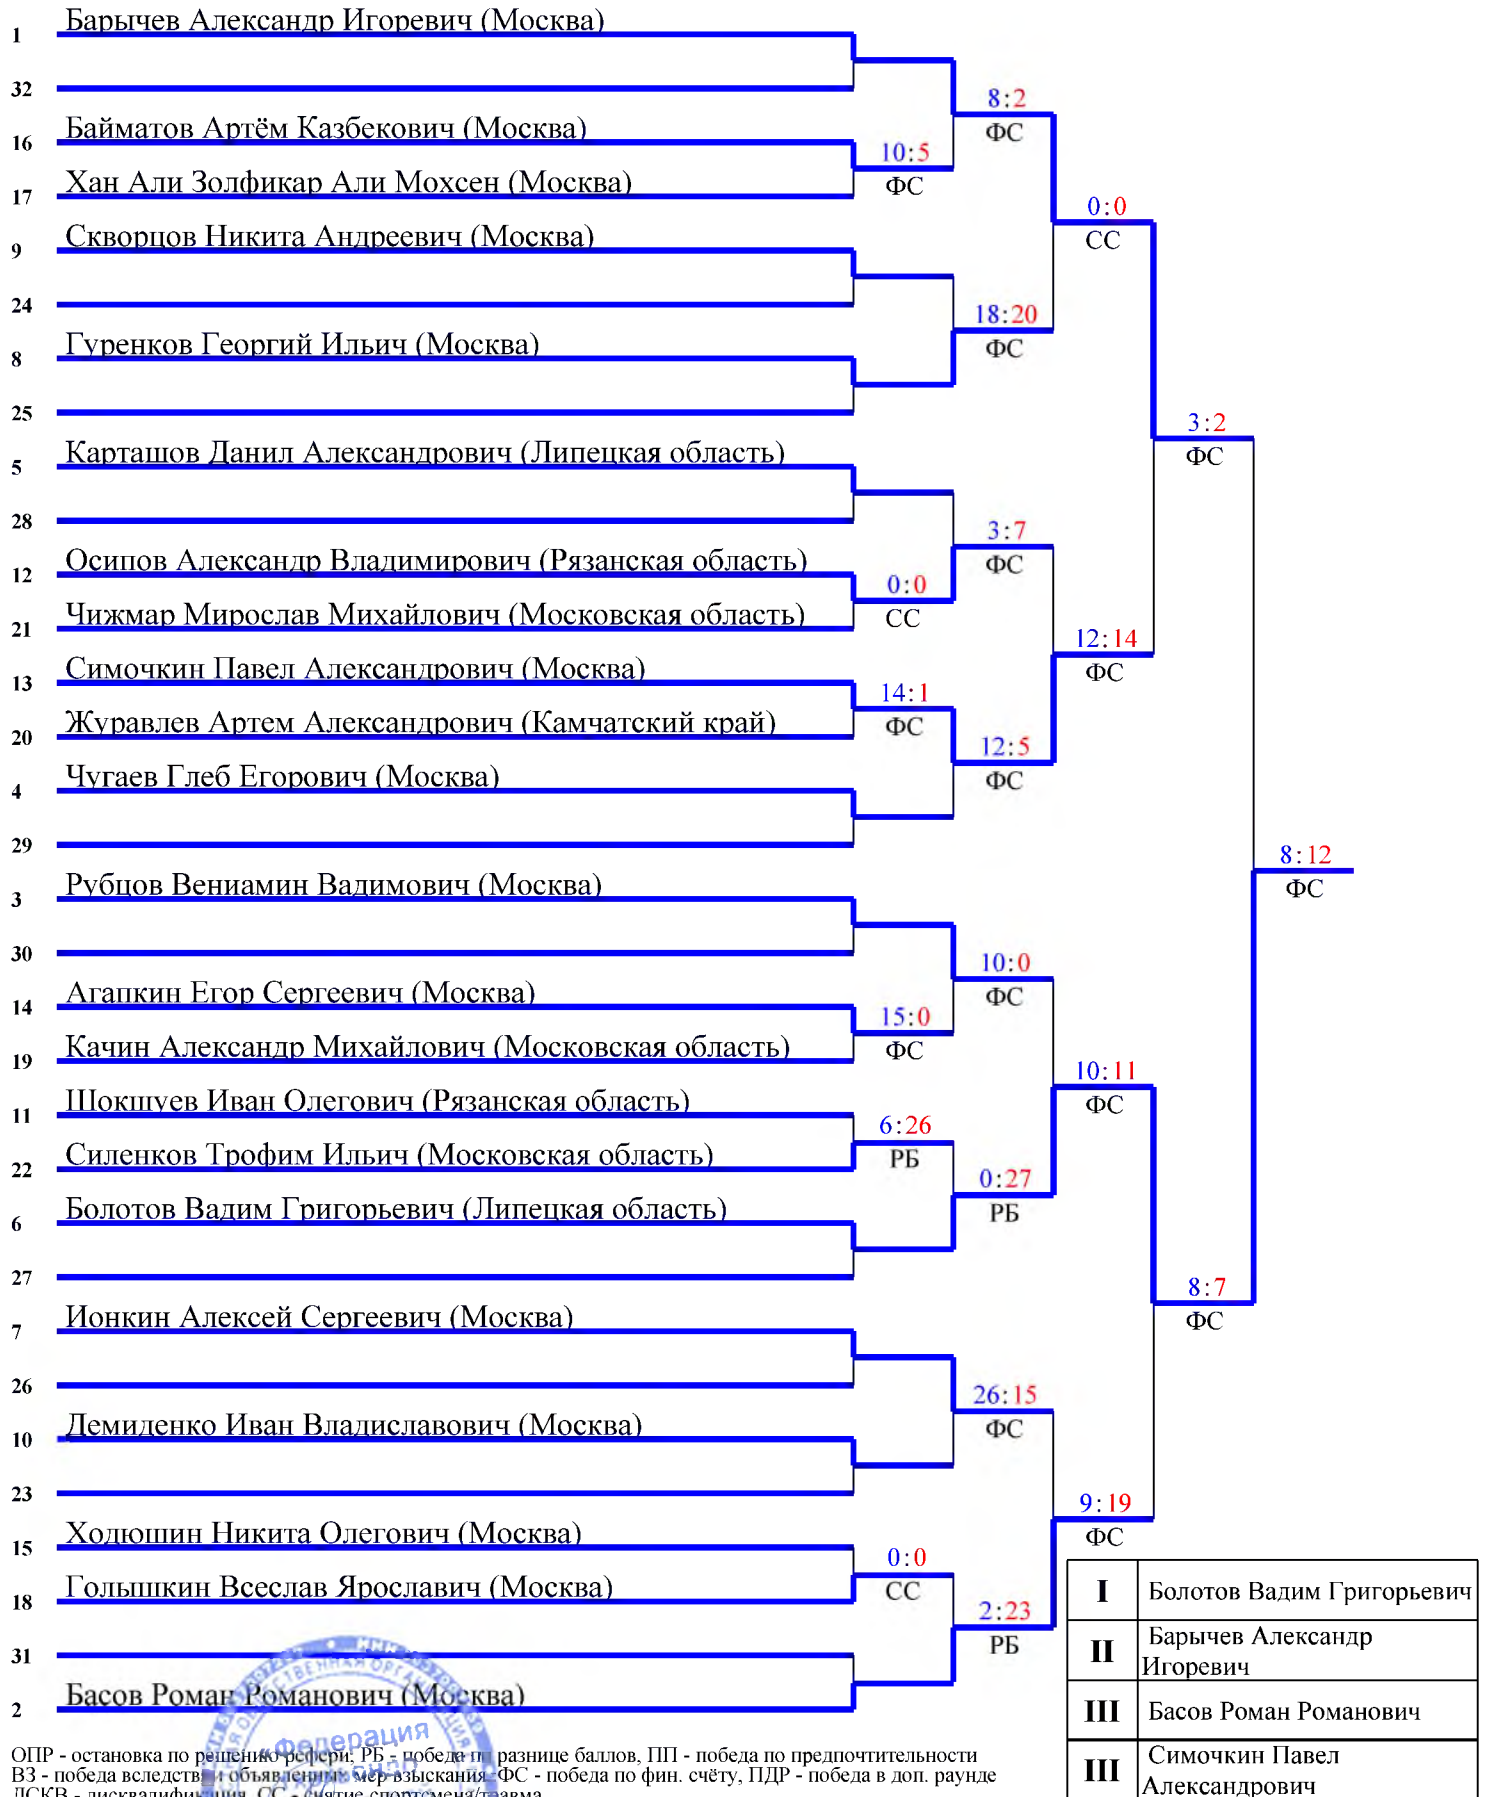 1 Барычев Александр Игоревич (Москва)
32
8:2
ФС
16 Байматов Артём Казбекович (Москва)
10:5
ФС
17 Хан Али Золфикар Али Мохсен (Москва)
0:0
СС
9 Скворцов Никита Андреевич (Москва)
24
18:20
ФС
8 Гуренков Георгий Ильич (Москва)
25
3:2
ФС
5 Карташов Данил Александрович (Липецкая область)
28
3:7
ФС
12 Осипов Александр Владимирович (Рязанская область)
0:0
СС
21 Чижмар Мирослав Михайлович (Московская область)
12:14
ФС
13 Симочкин Павел Александрович (Москва)
14:1
ФС
20 Журавлев Артем Александрович (Камчатский край)
12:5
ФС
4 Чугаев Глеб Егорович (Москва)
29
8:12
ФС
3 Рубцов Вениамин Вадимович (Москва)
30
10:0
ФС
14 Агапкин Егор Сергеевич (Москва)
15:0
ФС
19 Качин Александр Михайлович (Московская область)
10:11
ФС
11 Шокшуев Иван Олегович (Рязанская область)
6:26
РБ
22 Силенков Трофим Ильич (Московская область)
0:27
РБ
6 Болотов Вадим Григорьевич (Липецкая область)
27
8:7
ФС
7 Ионкин Алексей Сергеевич (Москва)
26
26:15
ФС
10 Демиденко Иван Владиславович (Москва)
23
9:19
ФС
15 Ходюшин Никита Олегович (Москва)
0:0
СС
18 Голышкин Всеслав Ярославич (Москва)
2:23
РБ
31
2 Басов Роман Романович (Москва)
I Болотов Вадим Григорьевич
II Барычев Александр
Игоревич
III Басов Роман Романович
III Симочкин Павел
Александрович
«Федерация
ОПР - остановка по решению рефери; РБ - победа по разнице баллов, ПП - победа по предпочтительности
ВЗ - победа вследствии объявленных мер взыскания, ФС - победа по фин. счёту, ПДР - победа в доп. раунде
ДСКВ - дисквалификация, СС - снятие спортсмена/травма